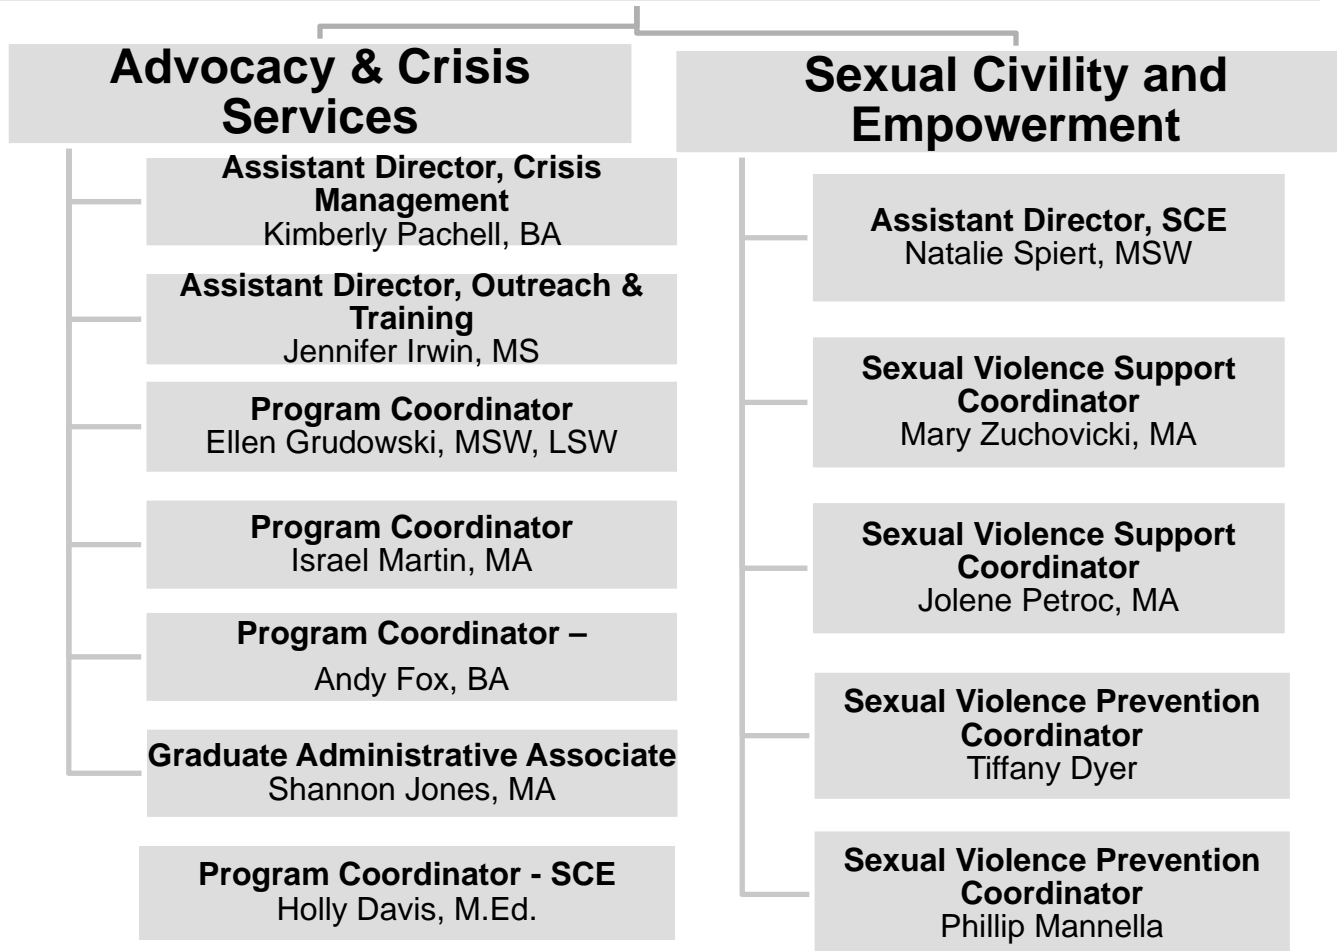 Advocacy & Crisis
Services
Assistant Director, Crisis
Management
Kimberly Pachell, BA
Assistant Director, Outreach &
Training
Jennifer Irwin, MS
Program Coordinator
Ellen Grudowski, MSW, LSW
Program Coordinator
Israel Martin, MA
Program Coordinator –
Andy Fox, BA
Graduate Administrative Associate
Shannon Jones, MA
Program Coordinator - SCE
Holly Davis, M.Ed.
Sexual Civility and
Empowerment
Assistant Director, SCE
Natalie Spiert, MSW
Sexual Violence Support
Coordinator
Mary Zuchovicki, MA
Sexual Violence Support
Coordinator
Jolene Petroc, MA
Sexual Violence Prevention
Coordinator
Tiffany Dyer
Sexual Violence Prevention
Coordinator
Phillip Mannella